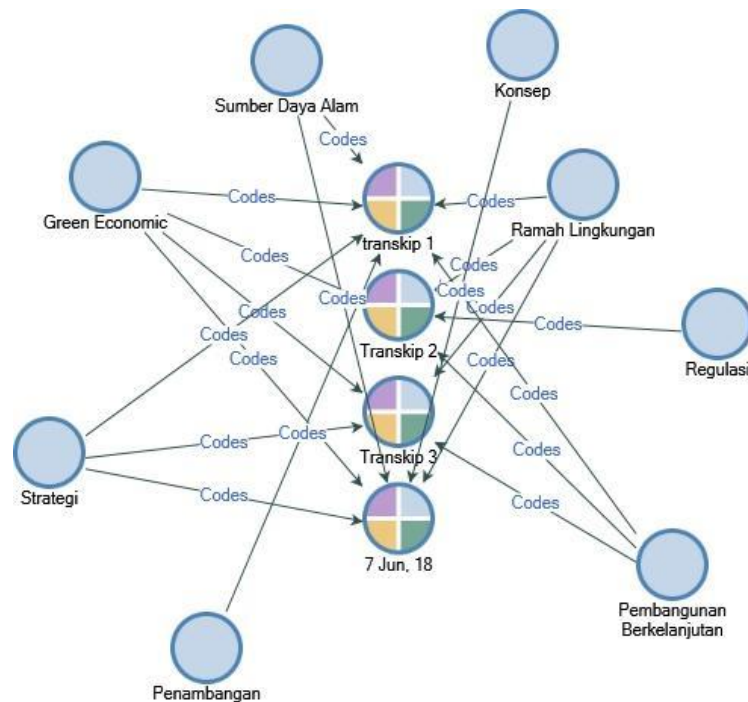 Sumber Daya Alam
Konsep
Codes
Green Economic
Codes
Codes
Ramah Lingkungan
transkip 1
Codes
Codes
Codes
Codes
Codes
Codes
Codes
Transkip 2
Codes
Regulasi
Codes
Codes
Strategi
Codes
Codes
Transkip 3
Codes
Codes
Codes
7 Jun, 18
Pembangunan
Berkelanjutan
Penambangan